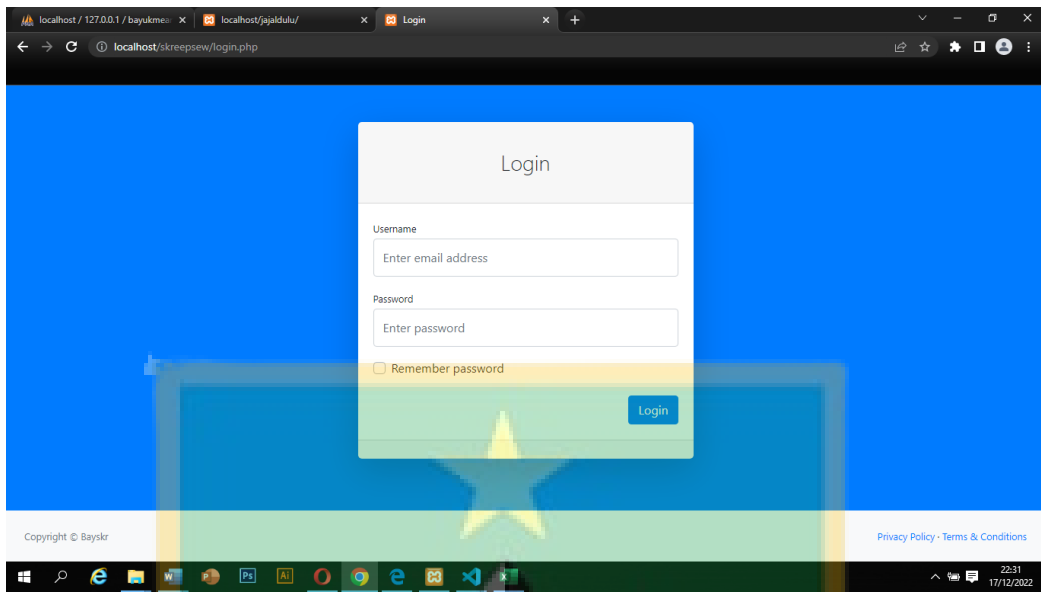 localhost / 127.0.0.1 / bayukmea
localhost/jajaldulu/
Login
localhost/skreepsew/login.php
Login
Username
Enter email address
Password
Enter password
Remember password
Login
Copyright © Bayskr
Privacy Policy · Terms & Conditions
22:31
17/12/2022